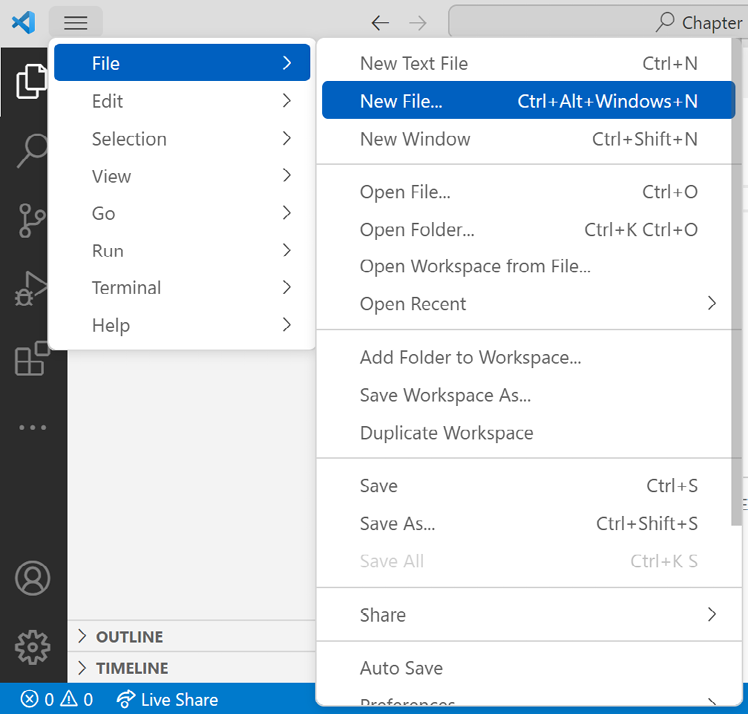 Chapter
File
Edit
Selection
View
Go
Run
Terminal
Help
New Text File Ctrl+N
New File... Ctrl+Alt+Windows+N
New Window Ctrl+Shift+N
Open File... Ctrl+O
Open Folder... Ctrl+K Ctrl+O
Open Workspace from File...
Open Recent
Add Folder to Workspace...
Save Workspace As...
Duplicate Workspace
Save Ctrl+S
Save As... Ctrl+Shift+S
Save All Ctrl+K S
Share
Auto Save
Preferences
OUTLINE
TIMELINE
0 0 Live Share